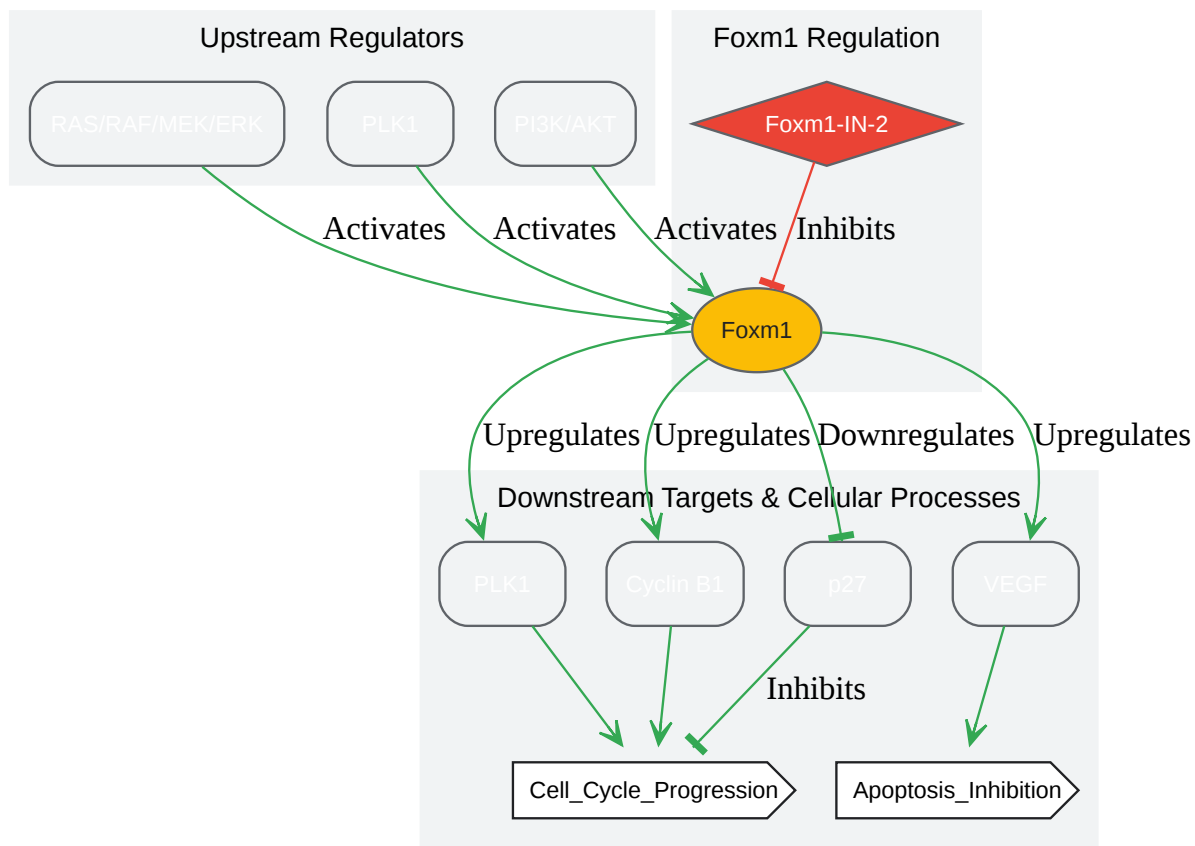 Upstream Regulators
Foxm1 Regulation
RAS/RAF/MEK/ERK
PLK1
PI3K/AKT
Foxm1-IN-2
Activates
Activates
Activates
Inhibits
Foxm1
Upregulates
Upregulates
Downregulates
Upregulates
Downstream Targets & Cellular Processes
PLK1
Cyclin B1
p27
VEGF
Inhibits
Cell_Cycle_Progression
Apoptosis_Inhibition